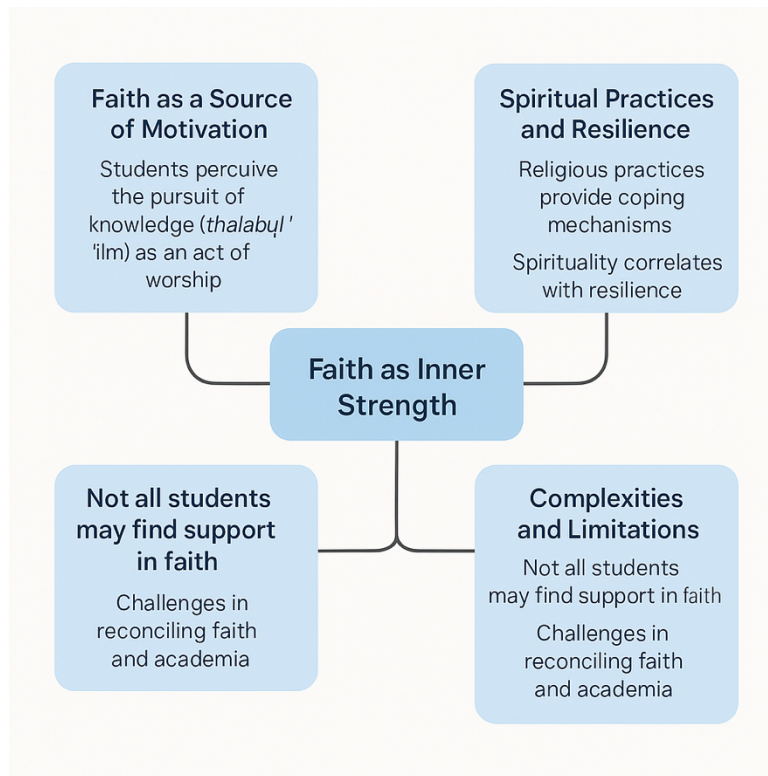 Faith as a Source
of Motivation
Students percuive
the pursuit of
knowledge (thalabụl '
'ilm) as an act of
worship
Spiritual Practices
and Resilience
Religious practices
provide coping
mechanisms
Spirituality correlates
with resilience
Faith as Inner
Strength
Not all students
may find support
in faith
Challenges in
reconciling faith
and academia
Complexities
and Limitations
Not all students
may find support in faith
Challenges in
reconciling faith
and academia